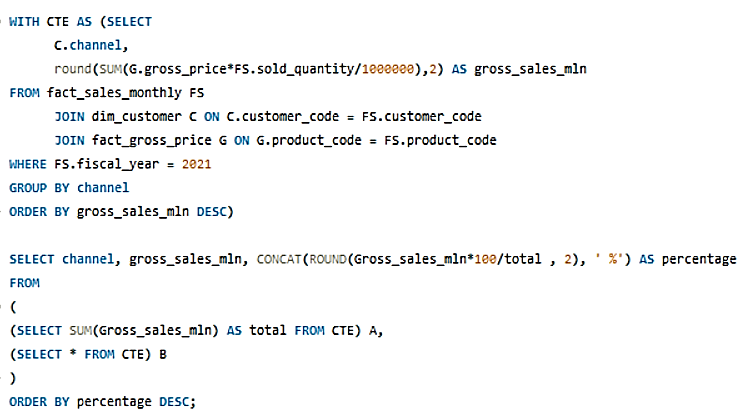 WITH CTE AS (SELECT
C.channel,
round(SUM(G.gross_price*FS.sold_quantity/1000000),2) AS gross_sales_mln
FROM fact_sales_monthly FS
JOIN dim_customer C ON C.customer_code = FS.customer_code
JOIN fact_gross_price G ON G.product_code = FS.product_code
WHERE FS.fiscal_year = 2021
GROUP BY channel
ORDER BY gross_sales_mln DESC)
SELECT channel, gross_sales_mln, CONCAT(ROUND(Gross_sales_mln*100/total , 2), ' %') AS percentage
FROM
(
(SELECT SUM(Gross_sales_mln) AS total FROM CTE) A,
(SELECT * FROM CTE) B
)
ORDER BY percentage DESC;